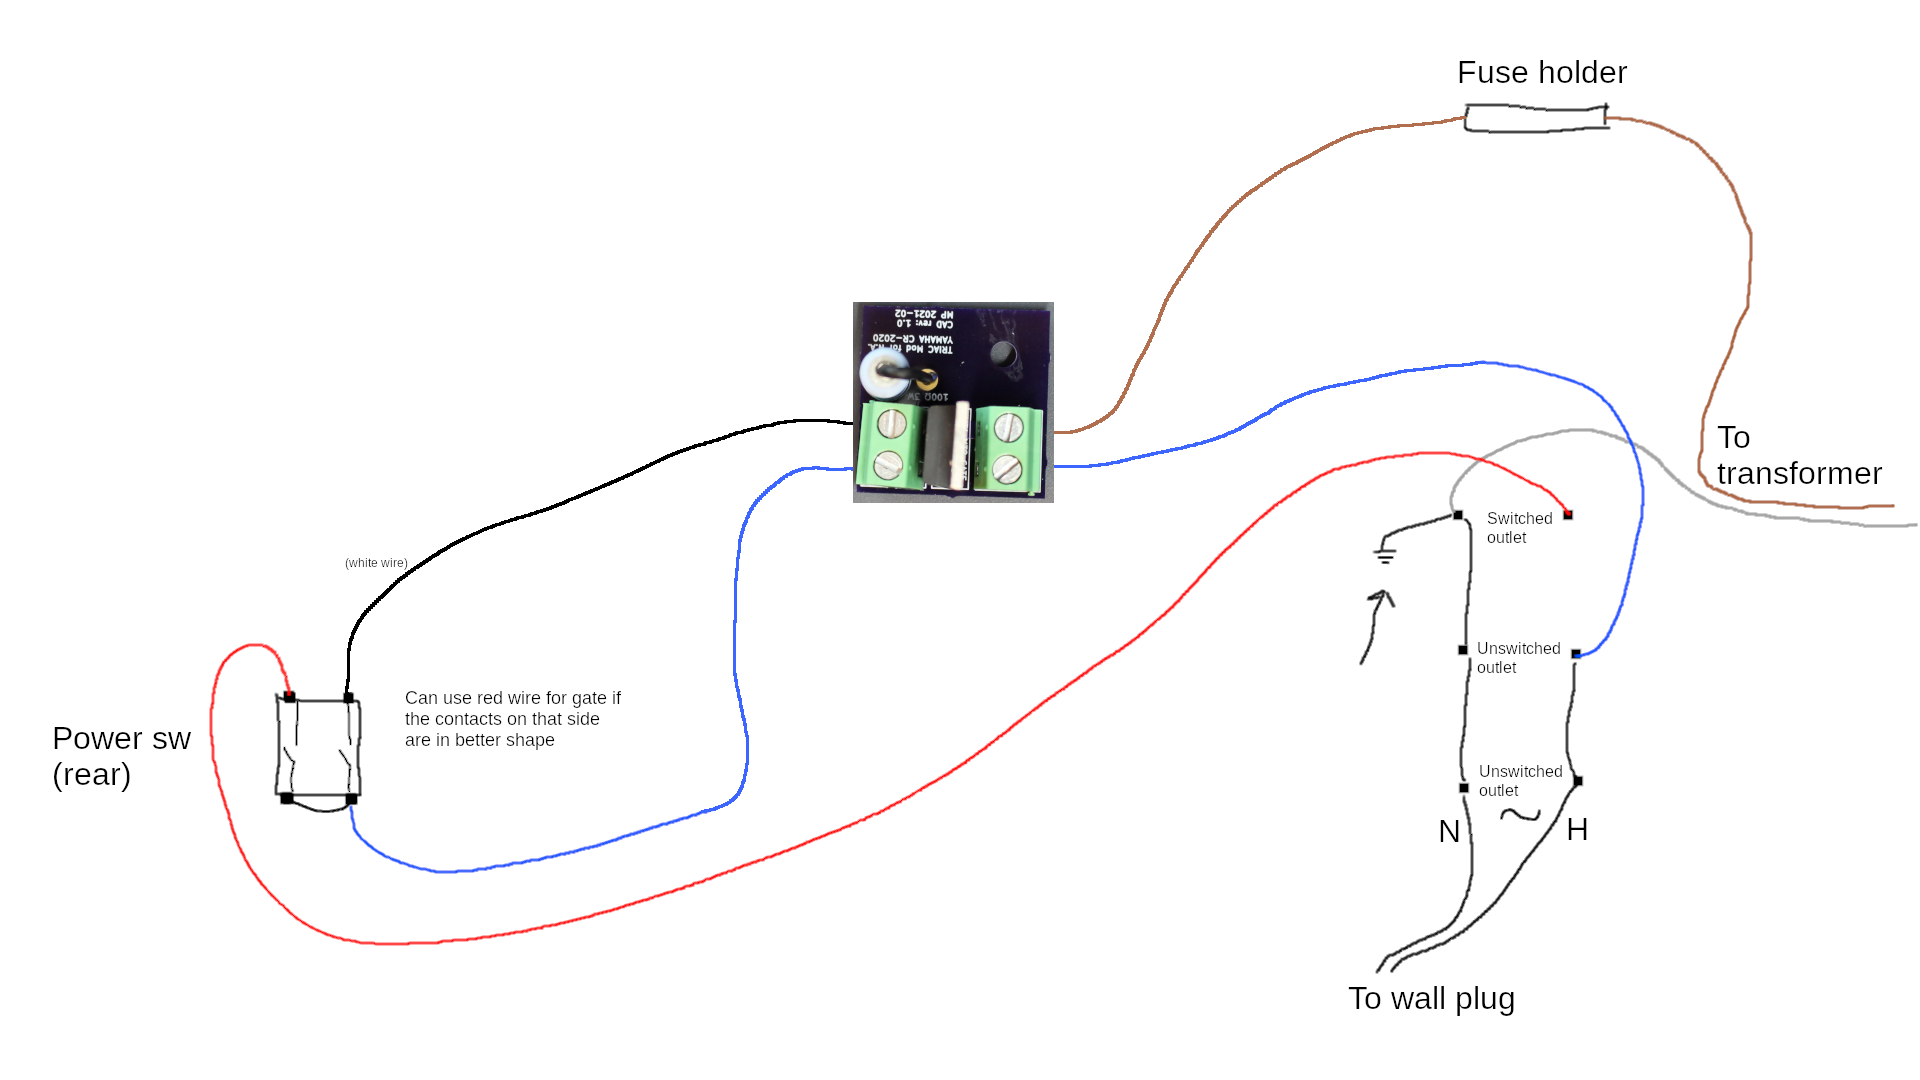 Fuse holder
MP 2021-02
CAD rev: 1.0
YAMAHA CR-2020
TRIAC Mod for N.A.
100Ω 3W
To
transformer
Switched
outlet
(white wire)
Unswitched
outlet
Can use red wire for gate if
the contacts on that side
are in better shape
Power sw
(rear)
Unswitched
outlet
N
H
To wall plug